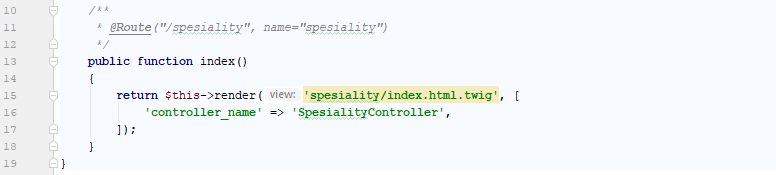 10 /**
11 * @Route("/spesiality", name="spesiality")
12 */
13 public function index()
14 {
15 return $this->render( view: 'spesiality/index.html.twig', [
16 'controller_name' => 'SpesialityController',
17 ]);
18 }
19 }